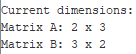 Current dimensions:
Matrix A: 2 x 3
Matrix B: 3 x 2